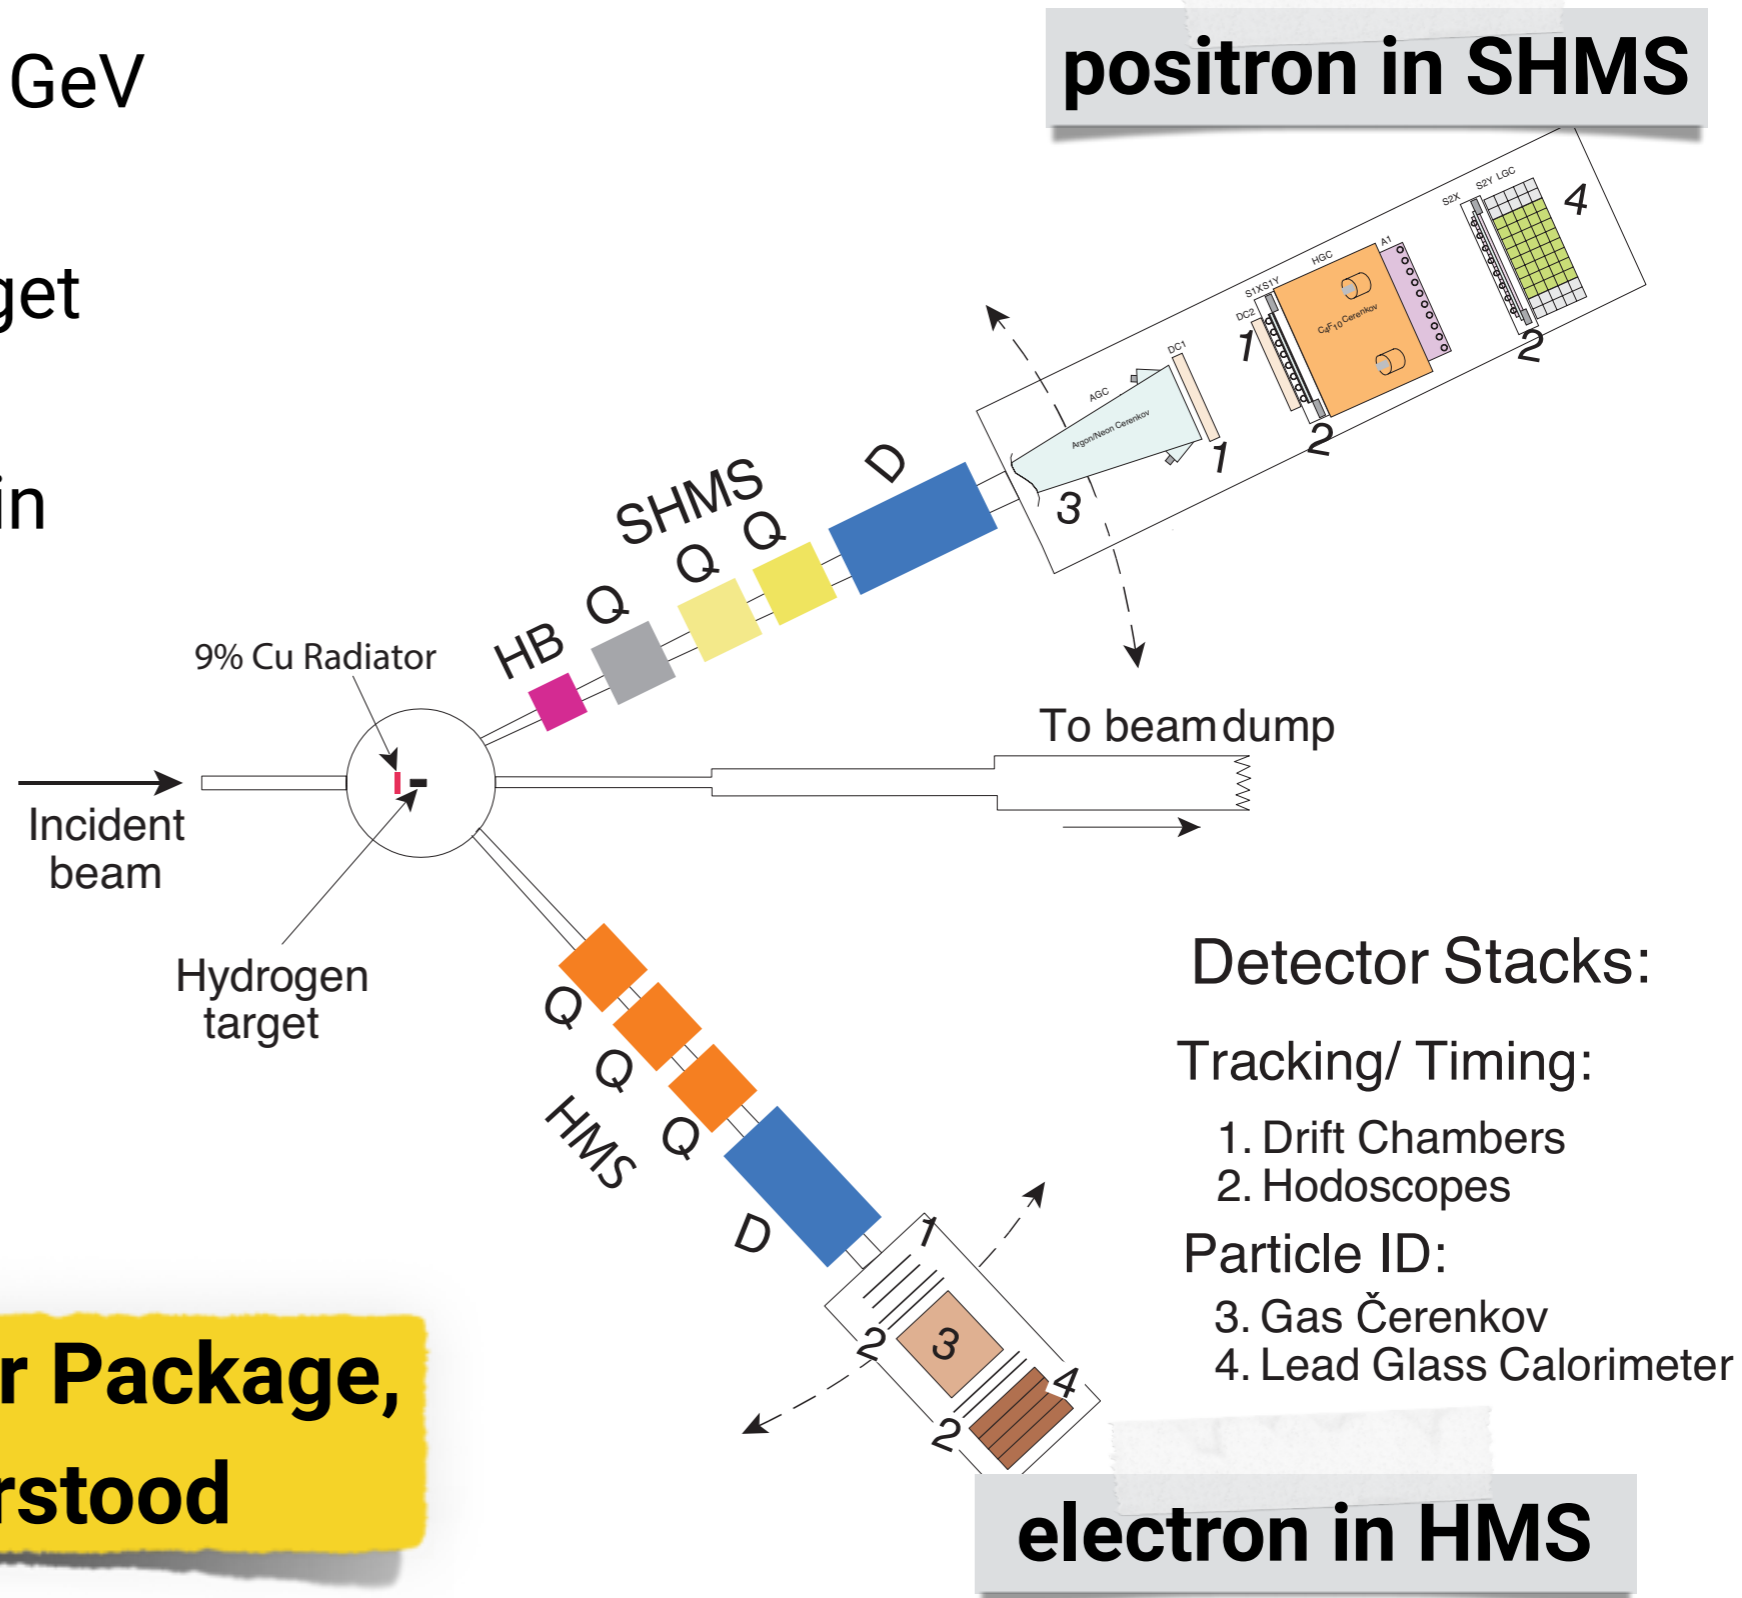 GeV
get
in
positron in SHMS
S2X
S2Y LGC
4
A1
HGC
S1XS1Y
DC2
1
C4F10 Cerenkov
2
2
DC1
AGC
Argon/Neon Cerenkov
1
3
D
SHMS
Q
Q
Q
HB
9% Cu Radiator
To beam dump
Incident
beam
Hydrogen
target
Q
Q
Q
HMS
D
1
2
3
4
2
Detector Stacks:
Tracking/ Timing:
1. Drift Chambers
2. Hodoscopes
Particle ID:
3. Gas Čerenkov
4. Lead Glass Calorimeter
r Package,
rstood
electron in HMS